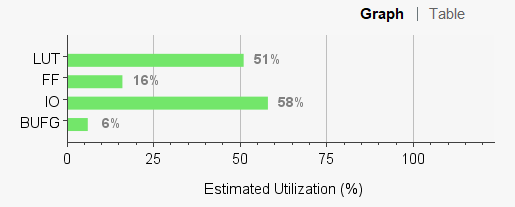 Graph | Table
LUT 51%
FF 16%
IO 58%
BUFG 6%
0 25 50 75 100
Estimated Utilization (%)